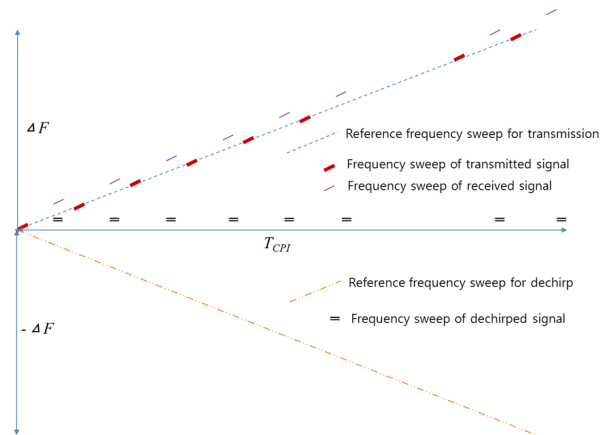 ΔF
Reference frequency sweep for transmission
Frequency sweep of transmitted signal
Frequency sweep of received signal
T_CPI
Reference frequency sweep for dechirp
Frequency sweep of dechirped signal
- ΔF